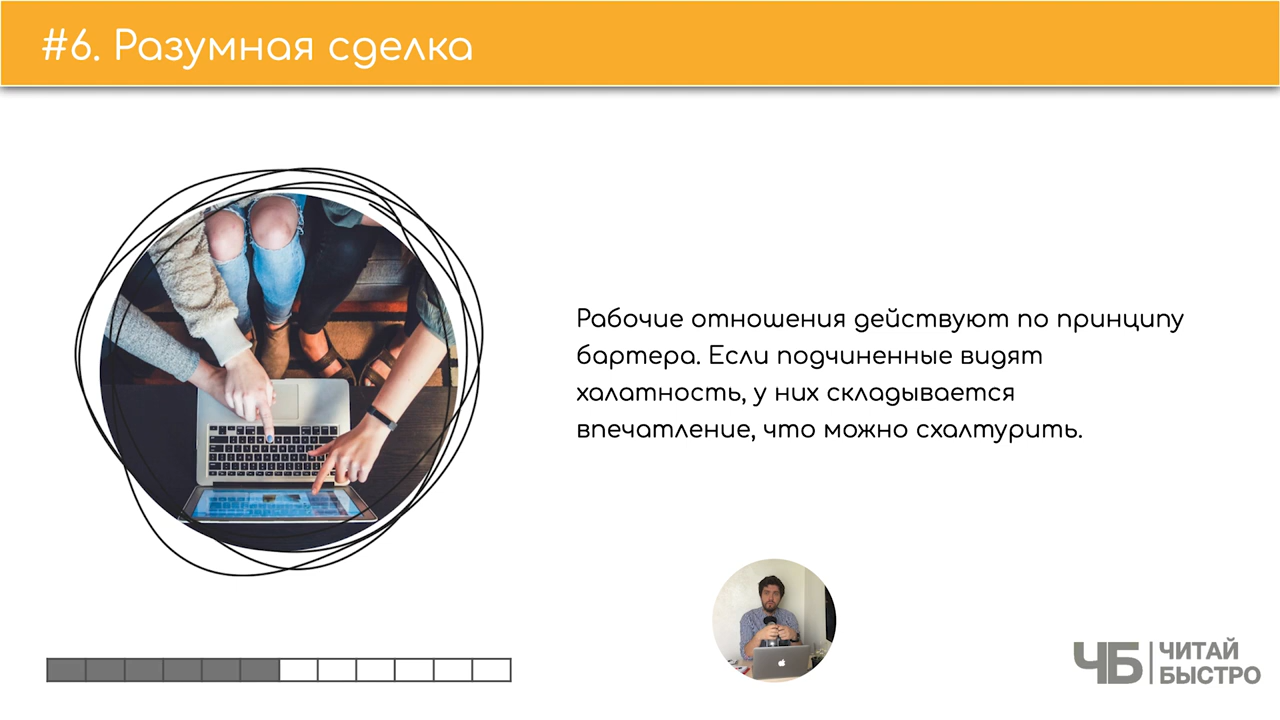 #6. Разумная сделка
Рабочие отношения действуют по принципу
бартера. Если подчиненные видят
халатность, у них складывается
впечатление, что можно схалтурить.
ЧБ ЧИТАЙ
БЫСТРО